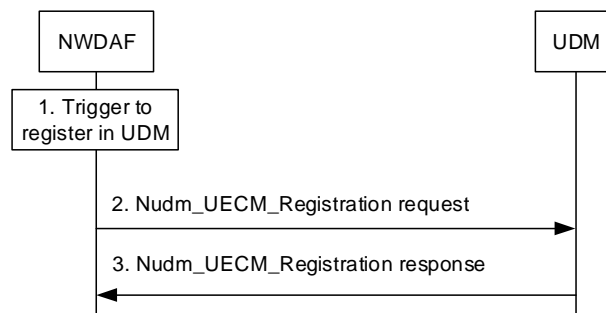 NWDAF
UDM
1. Trigger to
register in UDM
2. Nudm_UECM_Registration request
3. Nudm_UECM_Registration response